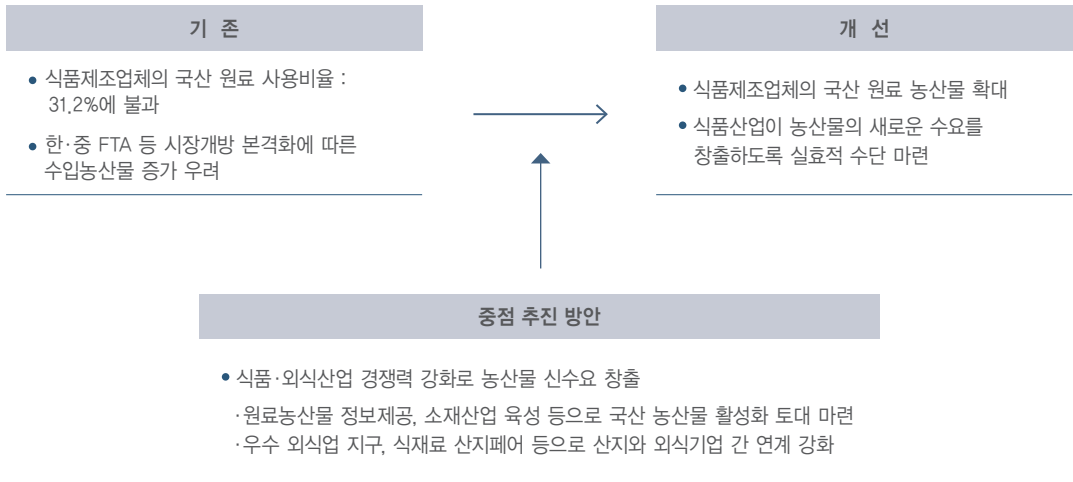 기 존
• 식품제조업체의 국산 원료 사용비율 :
31.2%에 불과
• 한·중 FTA 등 시장개방 본격화에 따른
수입농산물 증가 우려
개 선
• 식품제조업체의 국산 원료 농산물 확대
• 식품산업이 농산물의 새로운 수요를
창출하도록 실효적 수단 마련
중점 추진 방안
• 식품·외식산업 경쟁력 강화로 농산물 신수요 창출
·원료농산물 정보제공, 소재산업 육성 등으로 국산 농산물 활성화 토대 마련
·우수 외식업 지구, 식재료 산지페어 등으로 산지와 외식기업 간 연계 강화